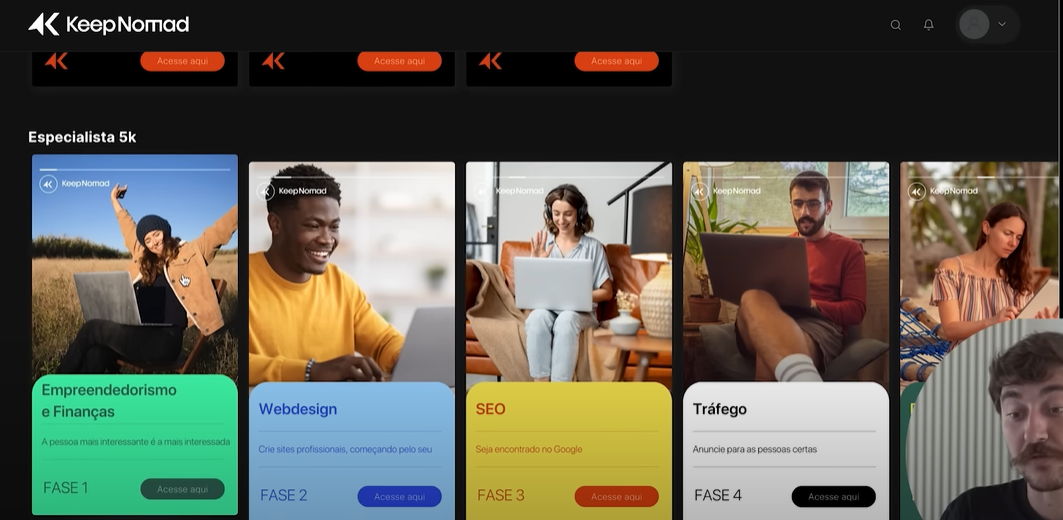 KeepNomad
Acesse aqui
Acesse aqui
Acesse aqui
Especialista 5k
KeepNomad
KeepNomad
KeepNomad
KeepNomad
KeepNomad
Empreendedorismo
e Finanças
A pessoa mais interessante é a mais interessada
FASE 1
Acesse aqui
Webdesign
Crie sites profissionais, começando pelo seu
FASE 2
Acesse aqui
SEO
Seja encontrado no Google
FASE 3
Acesse aqui
Tráfego
Anuncie para as pessoas certas
FASE 4
Acesse aqui